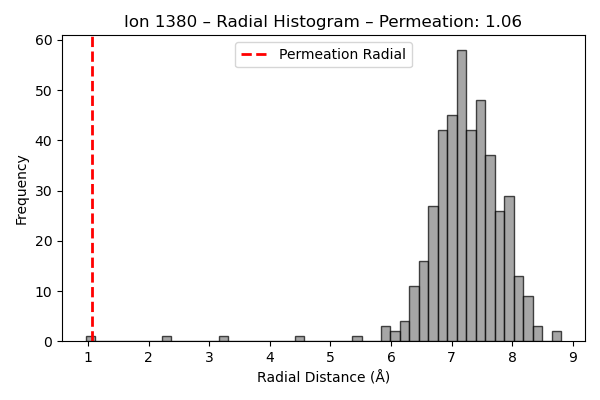 Ion 1380 – Radial Histogram – Permeation: 1.06
Permeation Radial
Frequency
60
50
40
30
20
10
0
1 2 3 4 5 6 7 8 9
Radial Distance (Å)